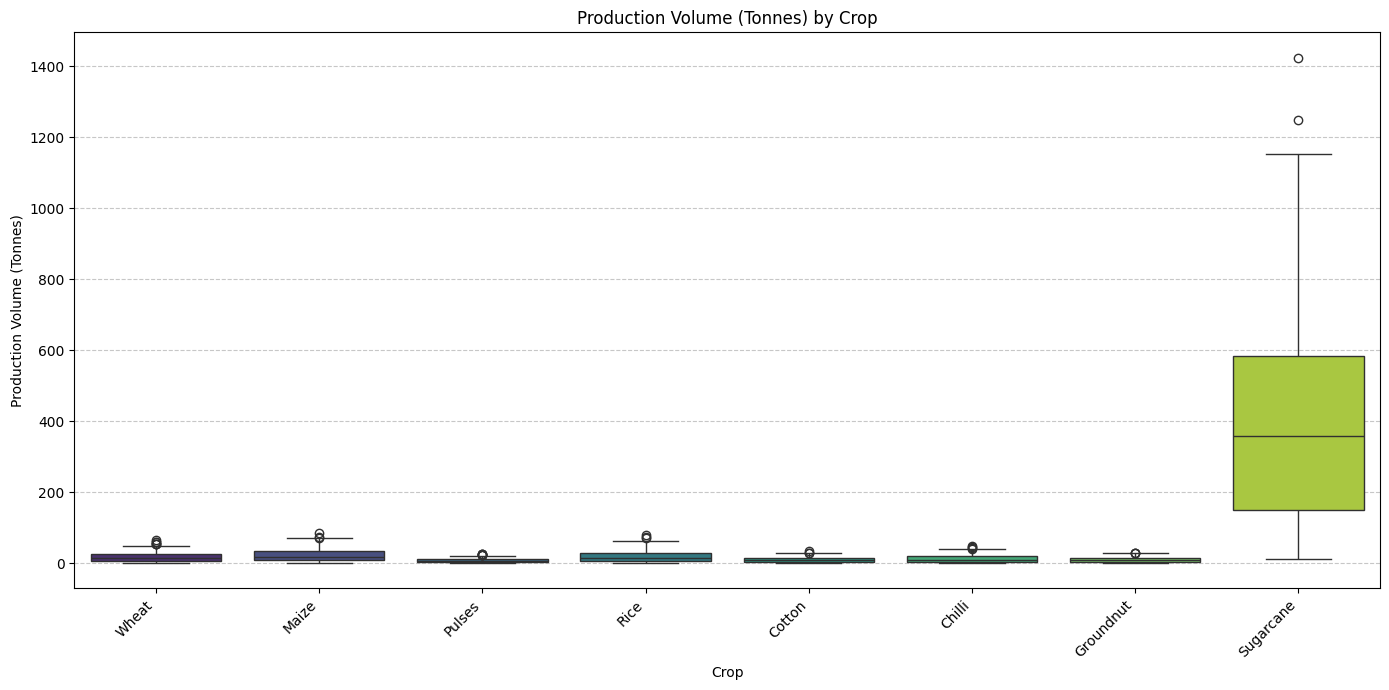 Production Volume (Tonnes) by Crop
Production Volume (Tonnes)
1400
1200
1000
800
600
400
200
0
Wheat
Maize
Pulses
Rice
Cotton
Chilli
Groundnut
Sugarcane
Crop